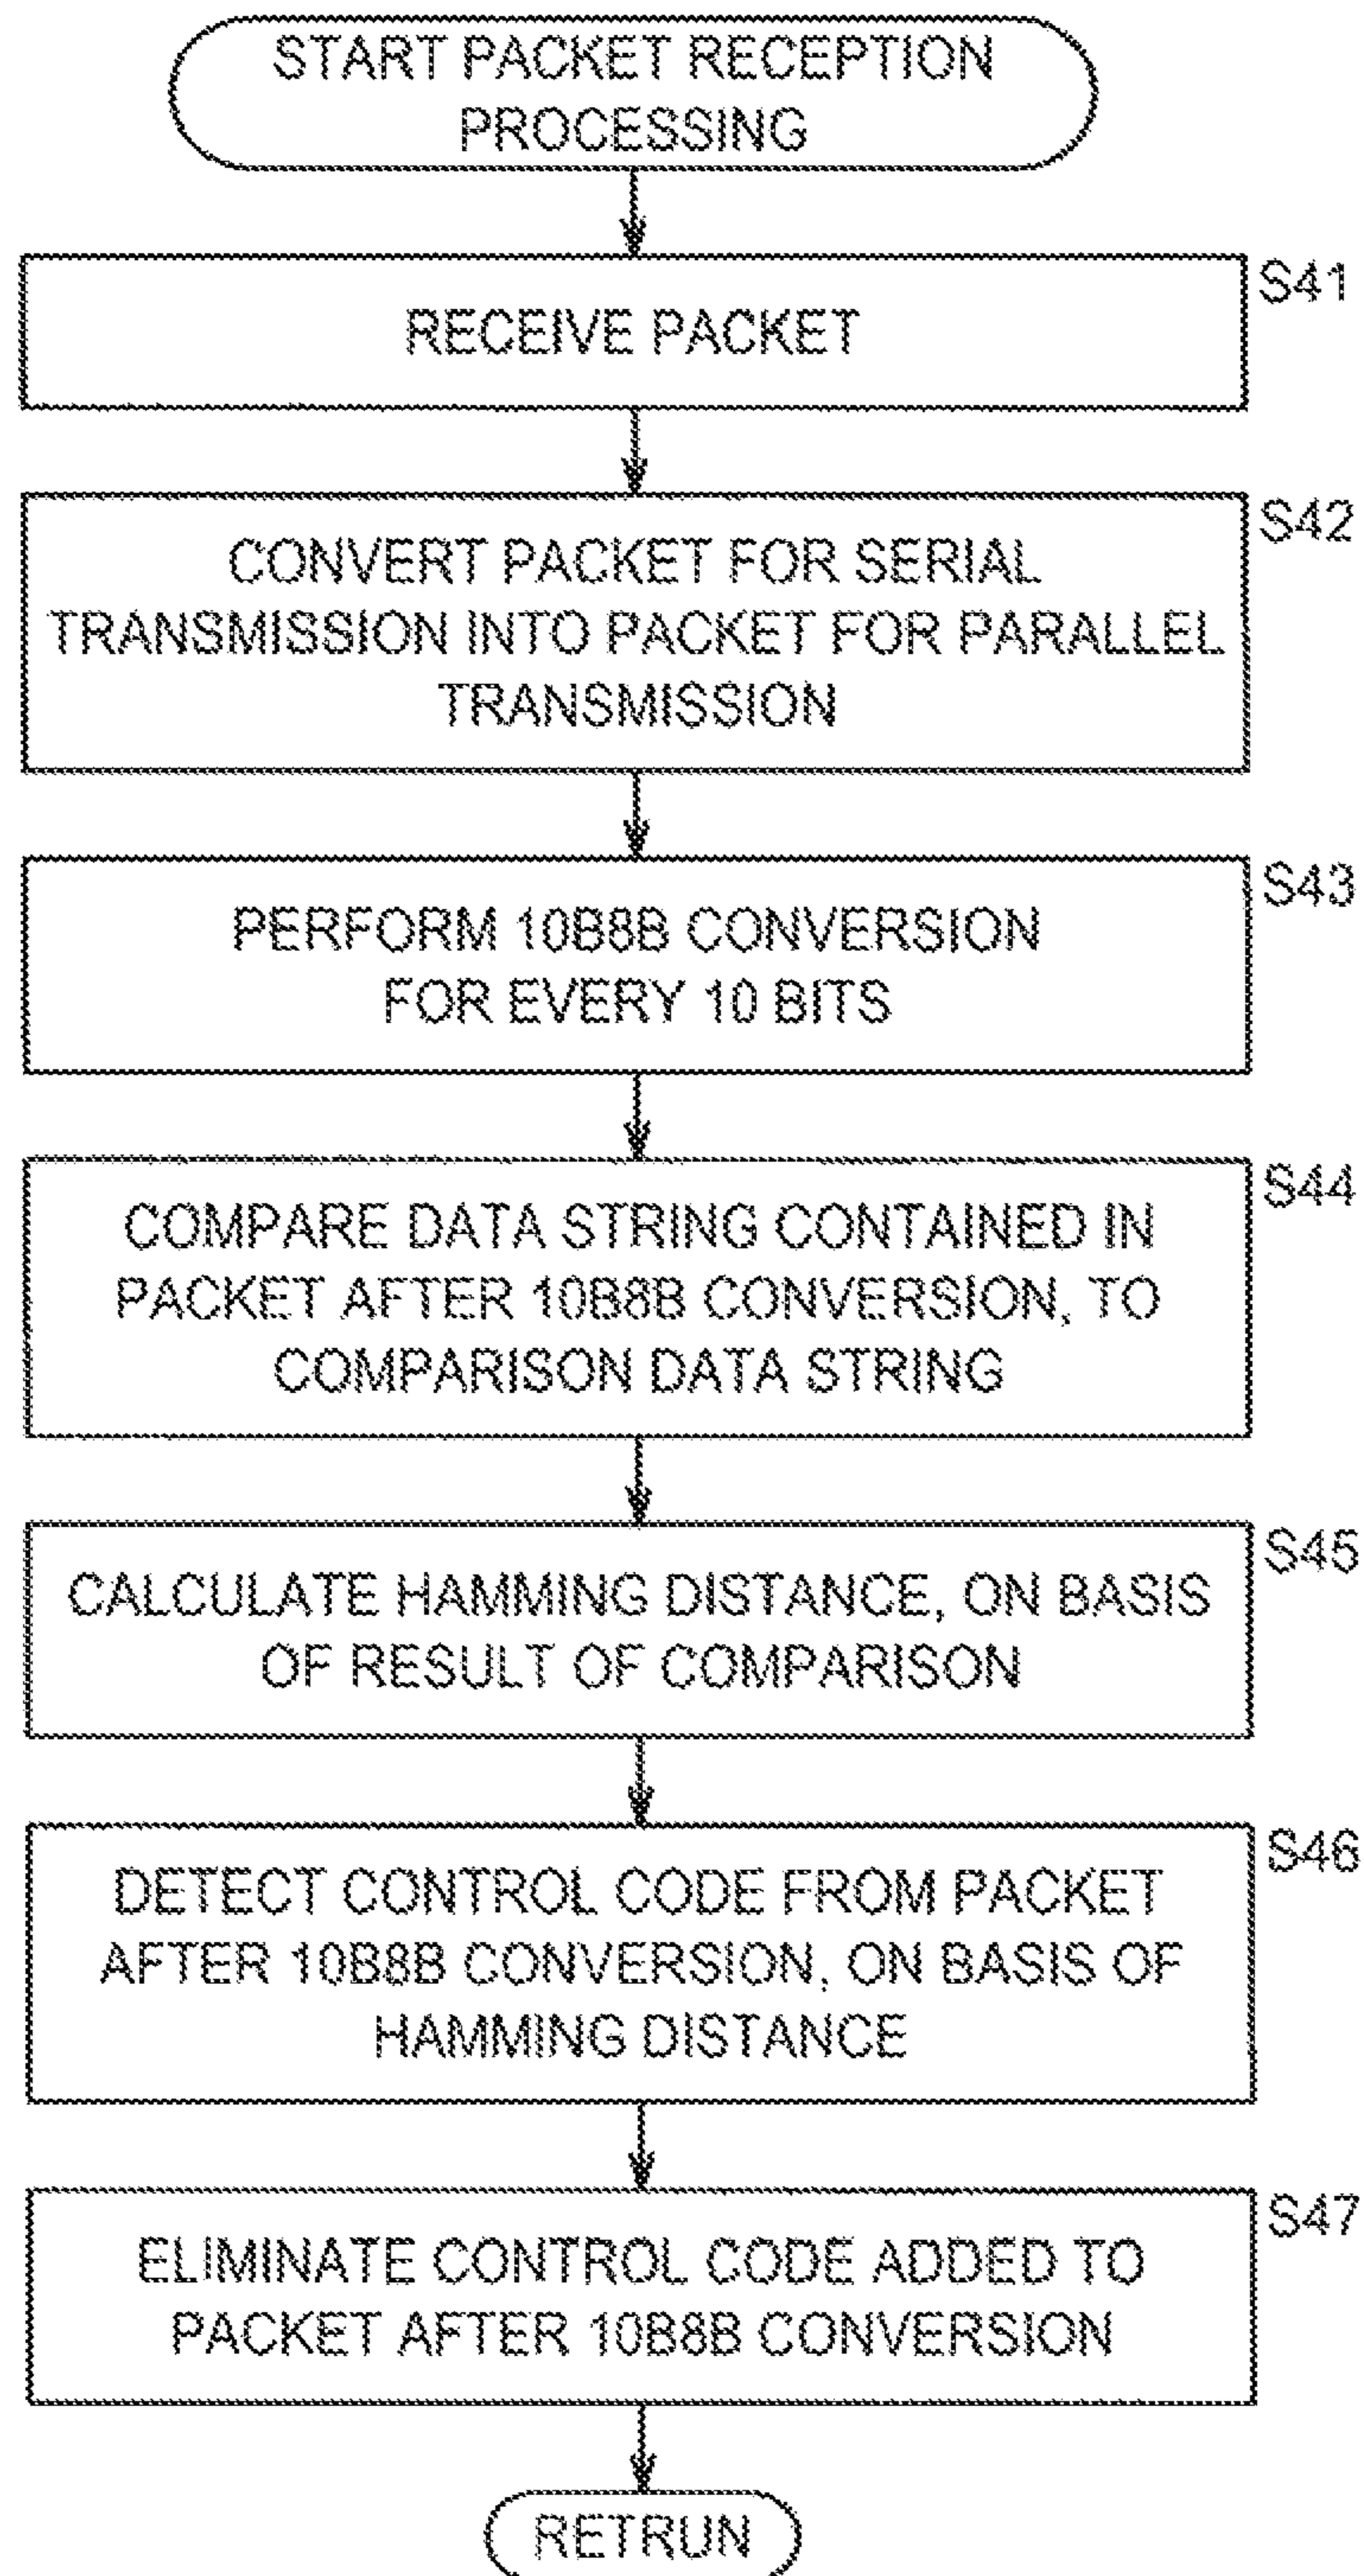 START PACKET RECEPTION
PROCESSING
S41
RECEIVE PACKET
S42
CONVERT PACKET FOR SERIAL
TRANSMISSION INTO PACKET FOR PARALLEL
TRANSMISSION
S43
PERFORM 10B8B CONVERSION
FOR EVERY 10 BITS
S44
COMPARE DATA STRING CONTAINED IN
PACKET AFTER 10B8B CONVERSION, TO
COMPARISON DATA STRING
S45
CALCULATE HAMMING DISTANCE, ON BASIS
OF RESULT OF COMPARISON
S46
DETECT CONTROL CODE FROM PACKET
AFTER 10B8B CONVERSION, ON BASIS OF
HAMMING DISTANCE
S47
ELIMINATE CONTROL CODE ADDED TO
PACKET AFTER 10B8B CONVERSION
RETRUN